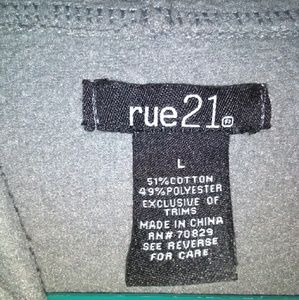 rue21
L
51%COTTON
49%POLYESTER
EXCLUSIVE OF
TRIMS
MADE IN CHINA
RN# 70829
SEE REVERSE
FOR CARE